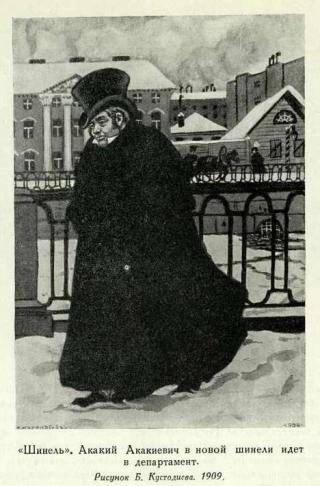 «Шинель». Акакий Акакиевич в новой шинели идет
в департамент.
Рисунок Б. Кустодиева. 1909.